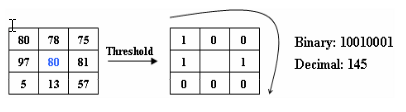 80 78 75
97 80 81
5 13 57
Threshold
1 0 0
1 1
0 0 0
Binary: 10010001
Decimal: 145